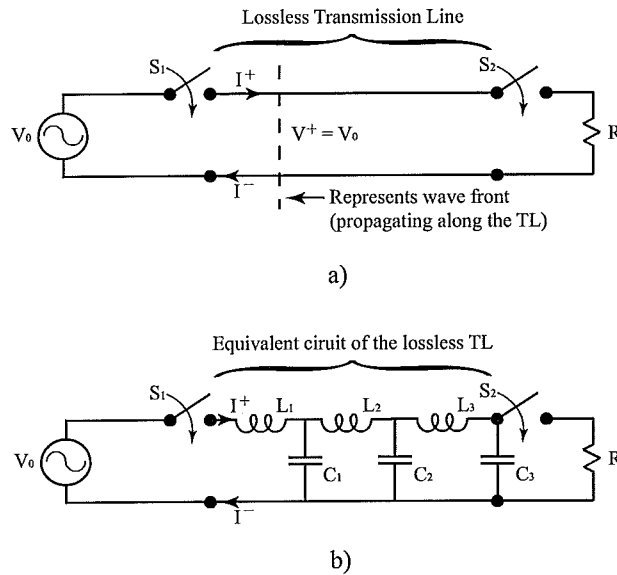 Lossless Transmission Line
S1
I+
S2
V0
V+ = V0
R
I−
Represents wave front
(propagating along the TL)
a)
Equivalent ciruit of the lossless TL
S1
I+
L1
L2
L3
S2
V0
C1
C2
C3
R
I−
b)